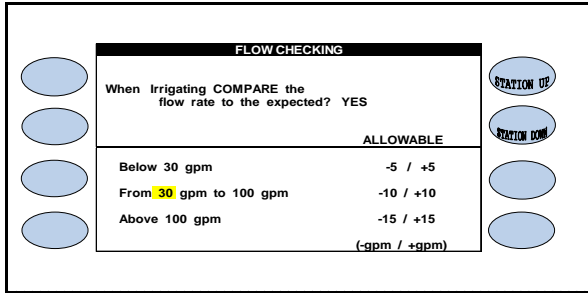 FLOW CHECKING
STATION UP
When Irrigating COMPARE the
flow rate to the expected? YES
STATION DOWN
ALLOWABLE
Below 30 gpm -5 / +5
From 30 gpm to 100 gpm -10 / +10
Above 100 gpm -15 / +15
(-gpm / +gpm)